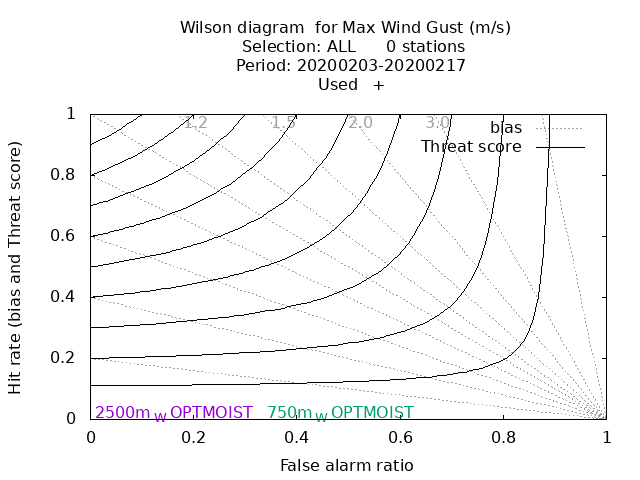 Wilson diagram  for Max Wind Gust (m/s)
Selection: ALL      0 stations
Period: 20200203-20200217
Used   +
1.2 1.5 2.0 3.0
bias
Threat score
1
0.8
0.6
0.4
0.2
0
Hit rate (bias and Threat score)
2500m W OPTMOIST 750m W OPTMOIST
0 0.2 0.4 0.6 0.8 1
False alarm ratio